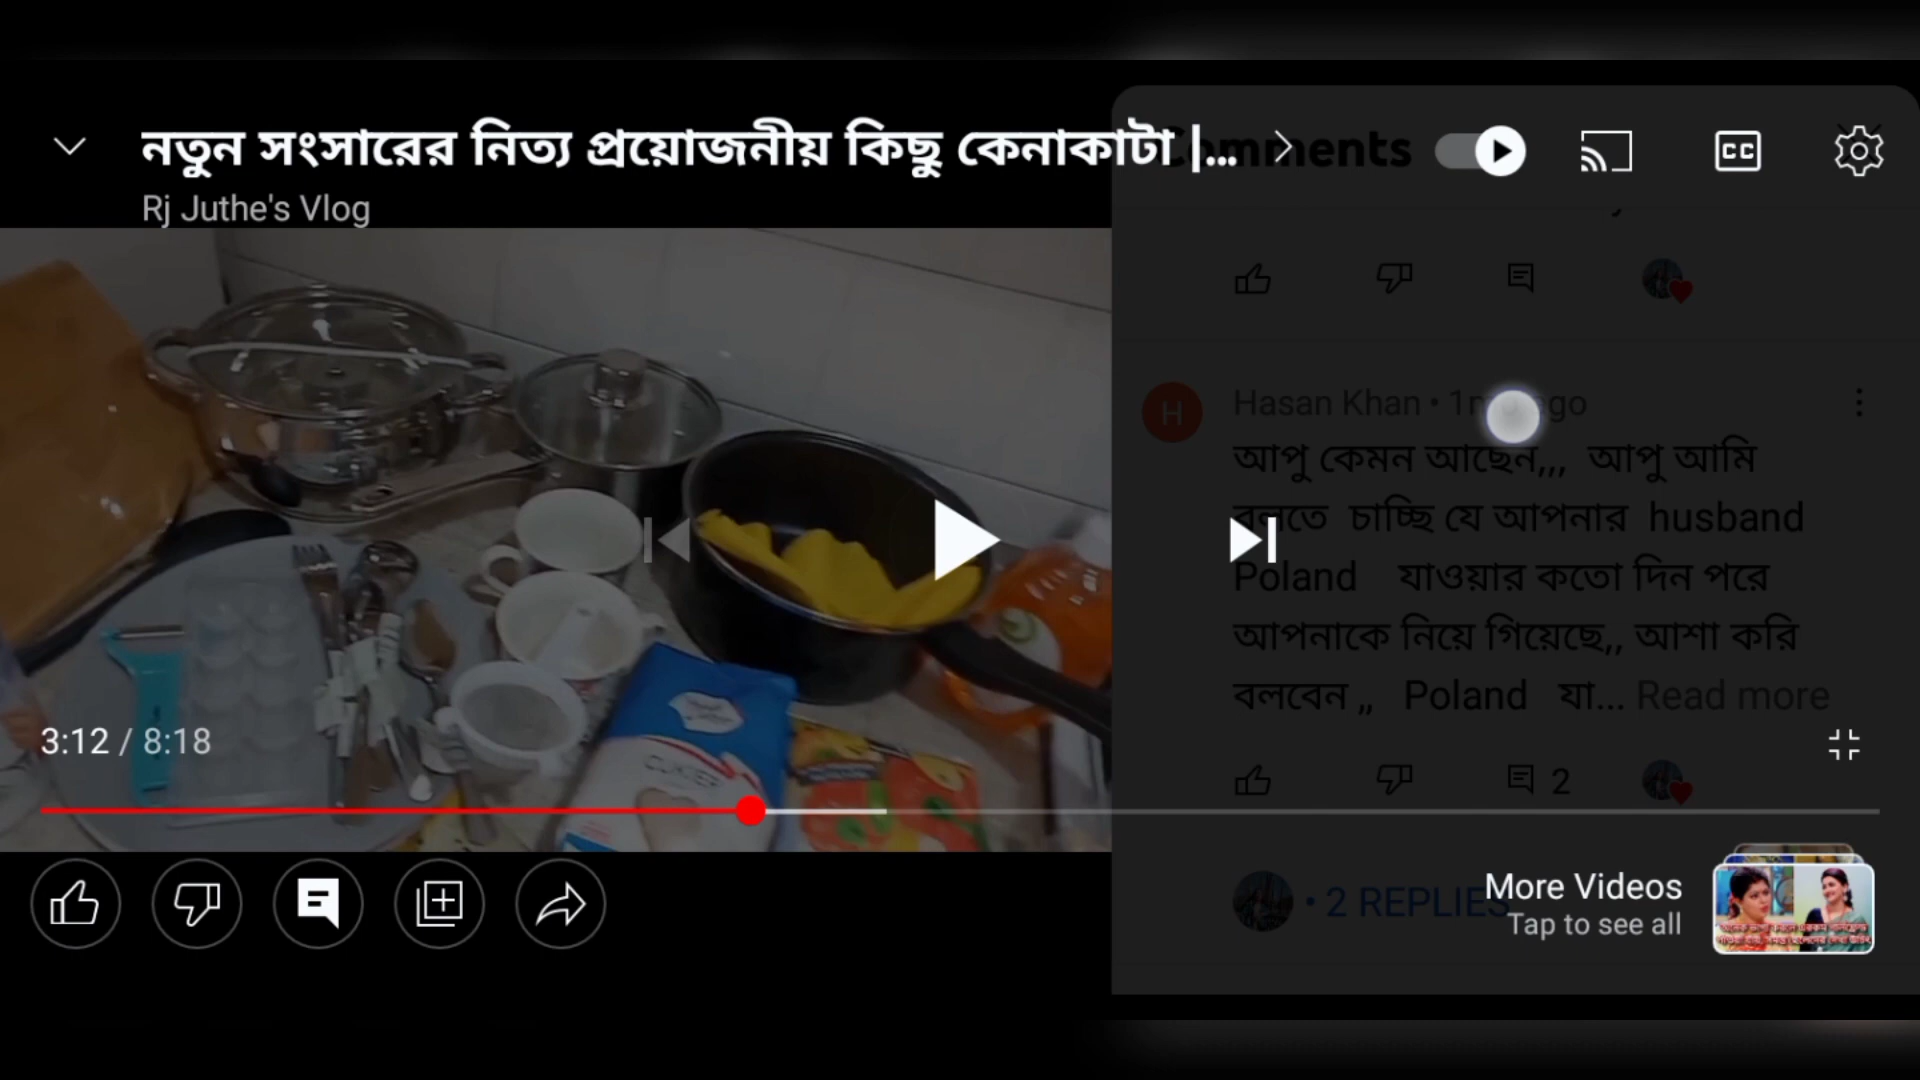 নতুন সংসারের নিত্য প্রয়োজনীয় কিছু কেনাকাটা |...
Rj Juthe's Vlog
Comments
H
Hasan Khan • 1
আপু কেমন আছেন,,, আপু আমি
বলতে চাচ্ছি যে আপনার husband
Poland যাওয়ার কতো দিন পরে
আপনাকে নিয়ে গিয়েছে,, আশা করি
বলবেন ,, Poland যা... Read more
CUKIER
3:12 / 8:18
2
• 2 REPLIES
More Videos
Tap to see all
CC